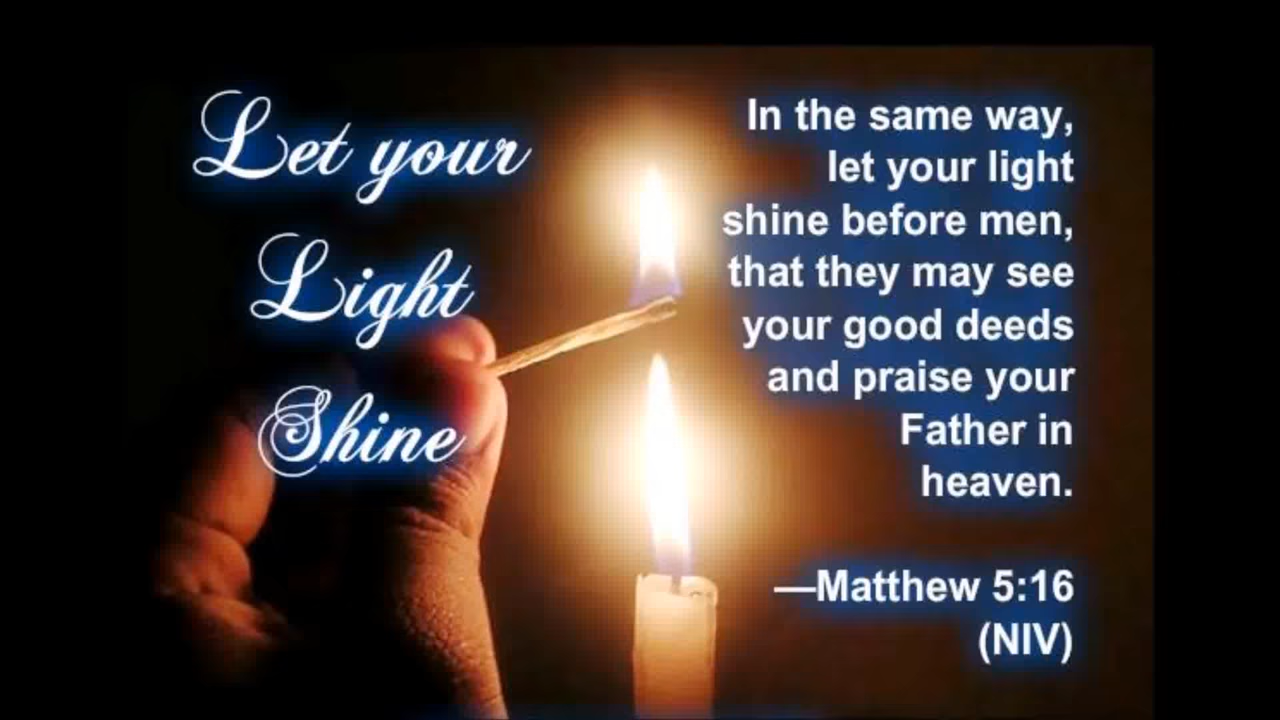 Let your
Light
Shine
In the same way,
let your light
shine before men,
that they may see
your good deeds
and praise your
Father in
heaven.
—Matthew 5:16
(NIV)